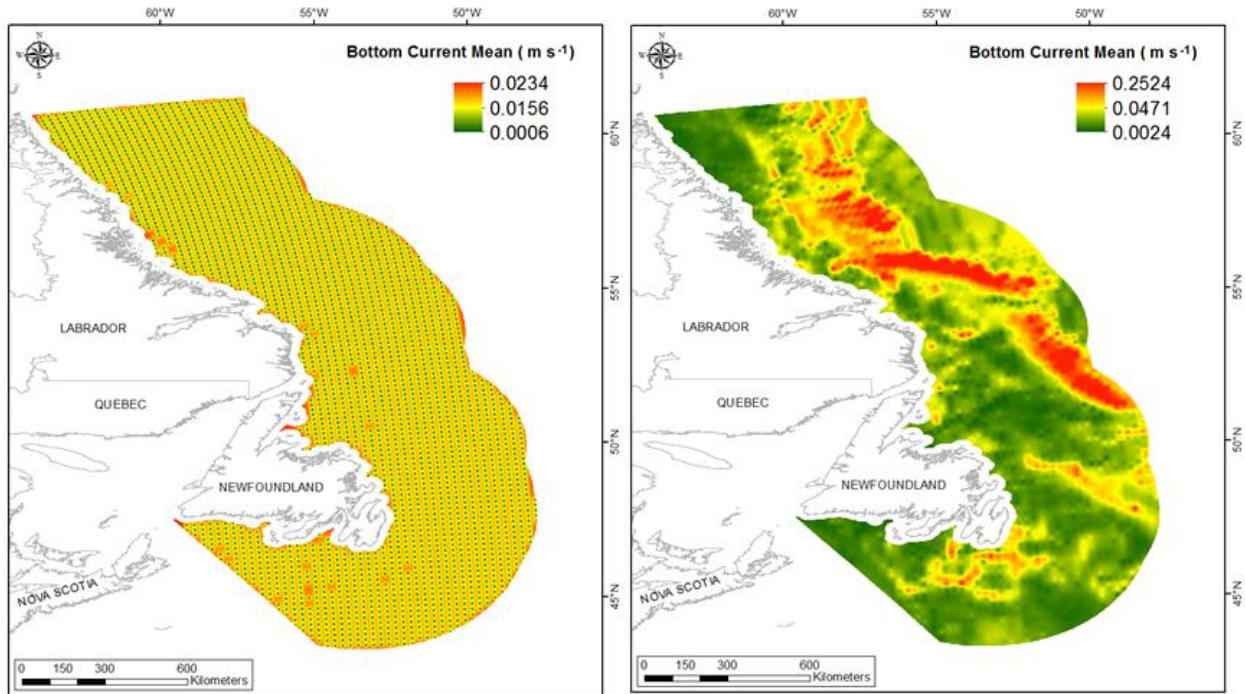 60°W 55°W 50°W
Bottom Current Mean ( m s⁻¹)
0.0234
0.0156
0.0006
N
W E
S
60°N
55°N
50°N
45°N
LABRADOR
QUEBEC
NEWFOUNDLAND
NOVA SCOTIA
0 150 300 600
Kilometers
60°W 55°W 50°W
Bottom Current Mean ( m s⁻¹)
0.2524
0.0471
0.0024
N
W E
S
60°N
55°N
50°N
45°N
LABRADOR
QUEBEC
NEWFOUNDLAND
NOVA SCOTIA
0 150 300 600
Kilometers